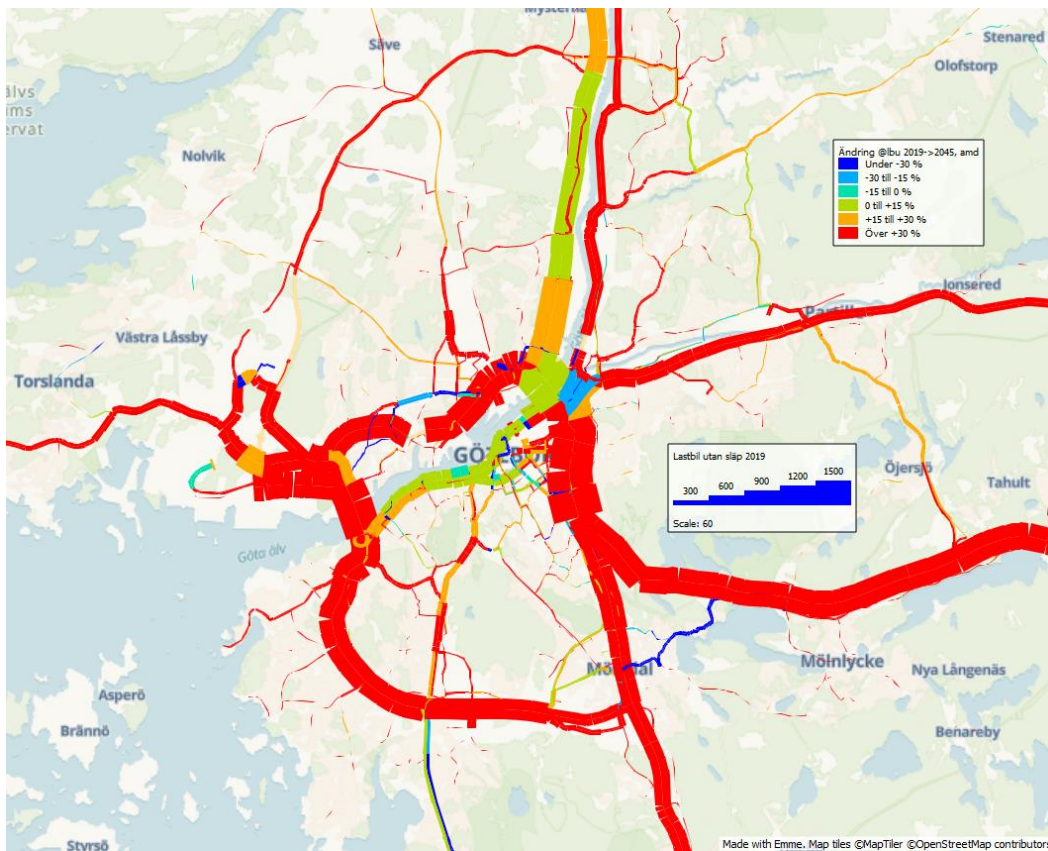 Säve
Stenared
Olofstorp
Nolvik
Ändring @lbu 2019->2045, amd
Under -30 %
-30 till -15 %
-15 till 0 %
0 till +15 %
+15 till +30 %
Över +30 %
Jonsered
Västra Låssby
Torslanda
Lastbil utan släp 2019
300 600 900 1200 1500
Scale: 60
Öjersjö
Tahult
Göta älv
Mölnlycke
Nya Långenäs
Asperö
Brännö
Benareby
Styrsö
Made with Emme. Map tiles ©MapTiler ©OpenStreetMap contributors